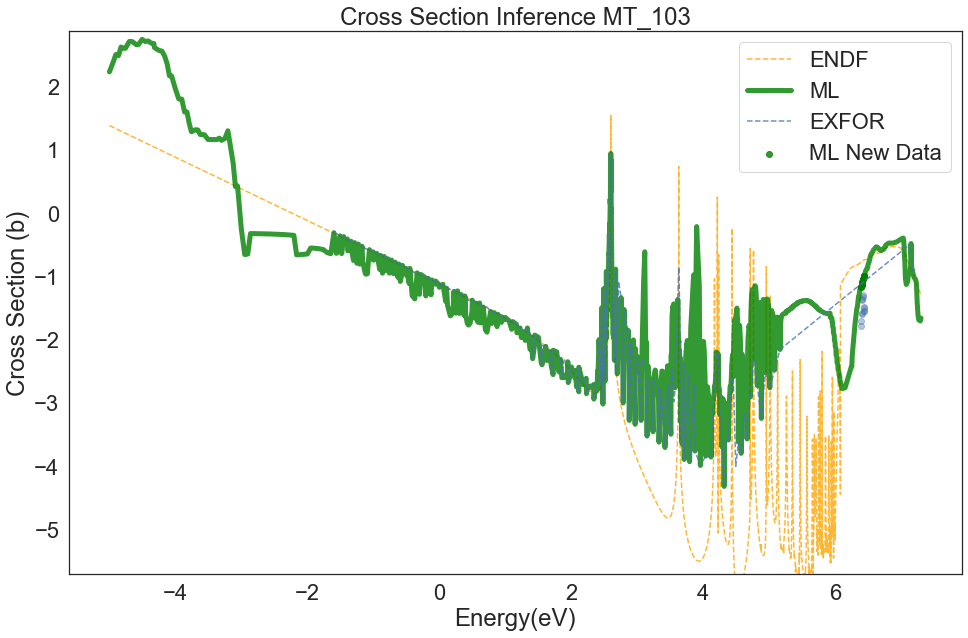 Cross Section Inference MT_103
ENDF
ML
EXFOR
ML New Data
Cross Section (b)
2
1
0
−1
−2
−3
−4
−5
−4
−2
0
2
4
6
Energy(eV)